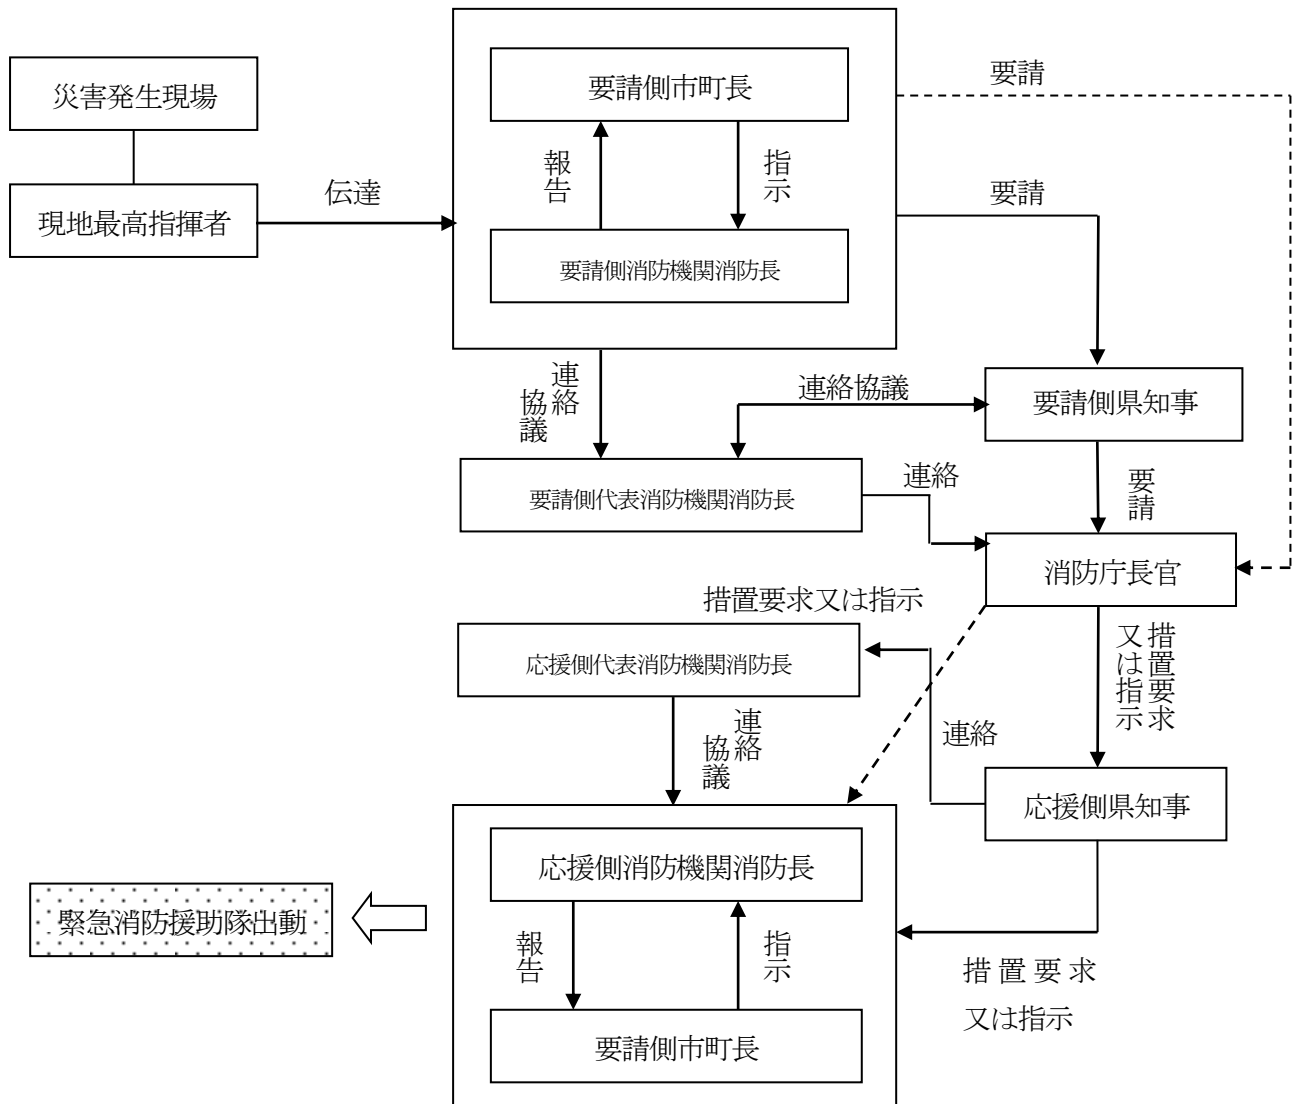 災害発生現場
現地最高指揮者
伝達
要請側市町長
報告
指示
要請側消防機関消防長
要請
要請
連絡
協議
連絡協議
要請側県知事
要請側代表消防機関消防長
連絡
要請
消防庁長官
措置要求又は指示
応援側代表消防機関消防長
措置要求
又は指示
連絡
協議
連絡
応援側県知事
応援側消防機関消防長
緊急消防援助隊出動
報告
指示
措置要求
又は指示
要請側市町長